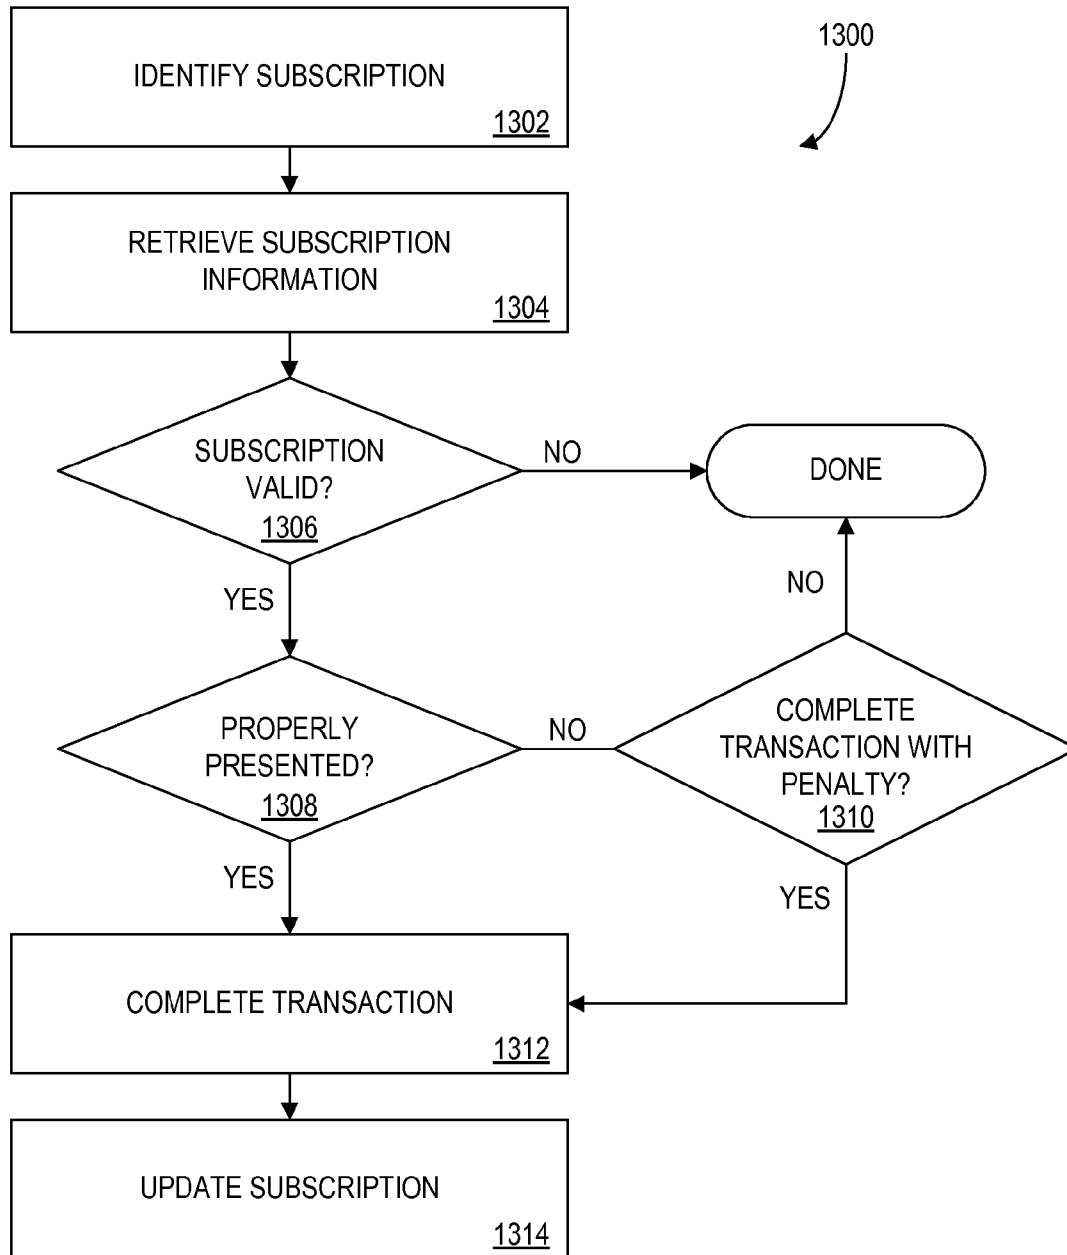 IDENTIFY SUBSCRIPTION
1302
1300
RETRIEVE SUBSCRIPTION
INFORMATION
1304
SUBSCRIPTION
VALID?
1306
NO
DONE
YES
NO
PROPERLY
PRESENTED?
1308
NO
COMPLETE
TRANSACTION WITH
PENALTY?
1310
YES
YES
COMPLETE TRANSACTION
1312
UPDATE SUBSCRIPTION
1314